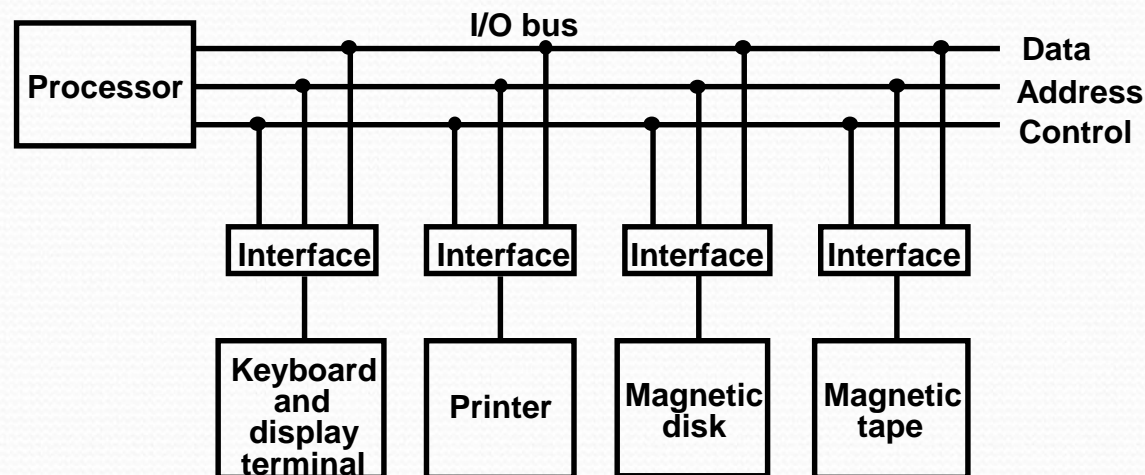 I/O bus
Data
Processor
Address
Control
Interface
Interface
Interface
Interface
Keyboard
and
display
terminal
Printer
Magnetic
disk
Magnetic
tape